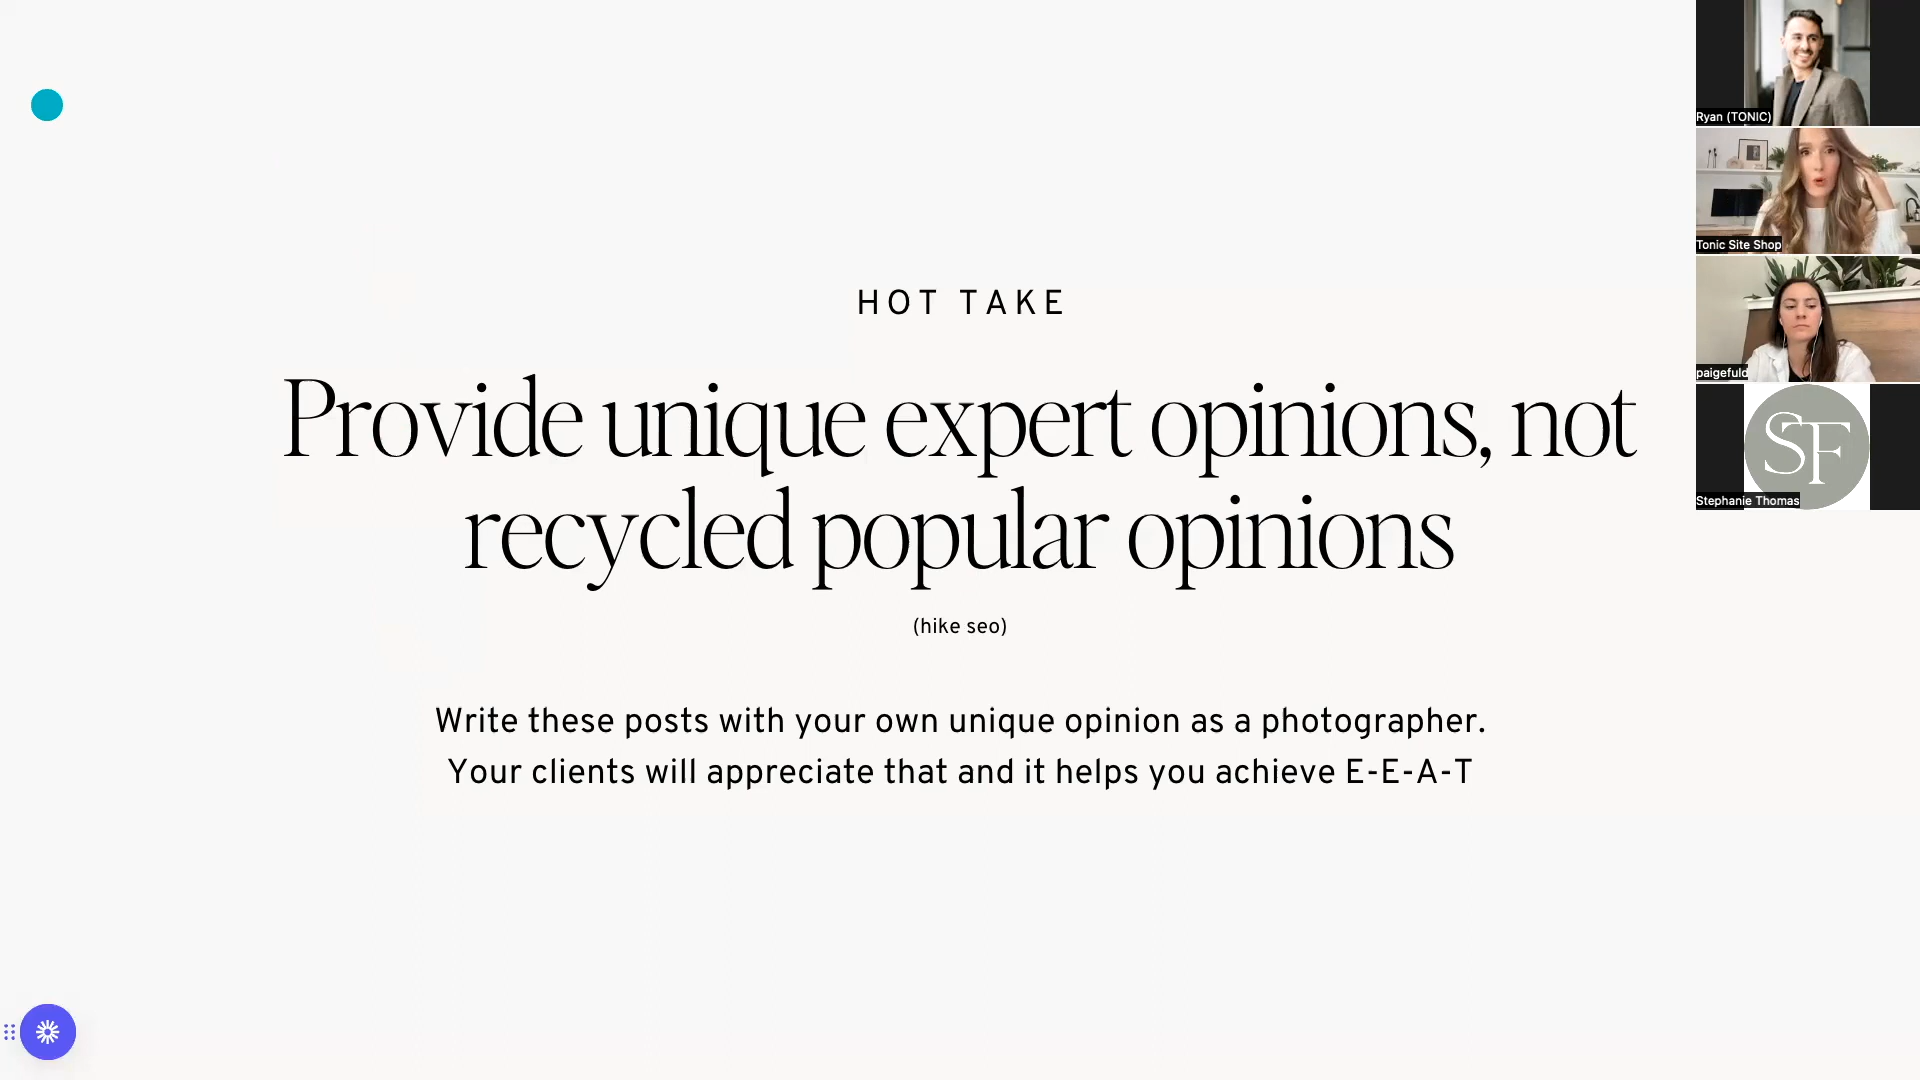 HOT TAKE
Provide unique expert opinions, not
recycled popular opinions
(hike seo)
Write these posts with your own unique opinion as a photographer.
Your clients will appreciate that and it helps you achieve E-E-A-T
Ryan (TONIC)
Tonic Site Shop
paigefuld
SF
Stephanie Thomas